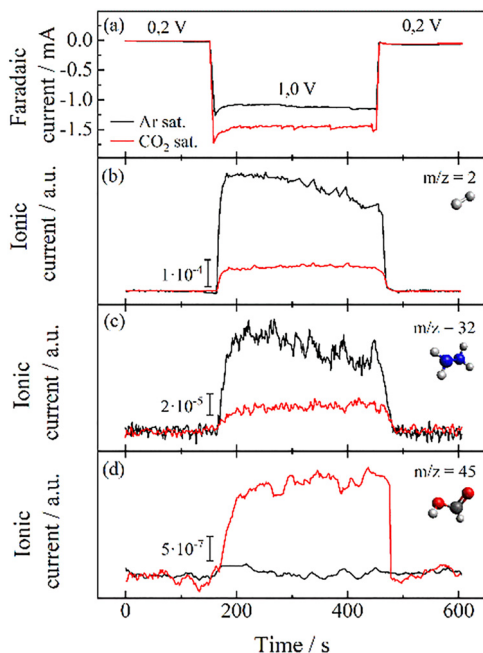 (a)
0,2 V
0,2 V
1,0 V
Ar sat.
CO₂ sat.
Faradaic
current / mA
0.0
-0.5
-1.0
-1.5
(b)
m/z = 2
1·10⁻⁴
Ionic
current / a.u.
(c)
m/z - 32
2·10⁻⁵
Ionic
current / a.u.
(d)
m/z = 45
5·10⁻⁷
Ionic
current / a.u.
0
200
400
600
Time / s